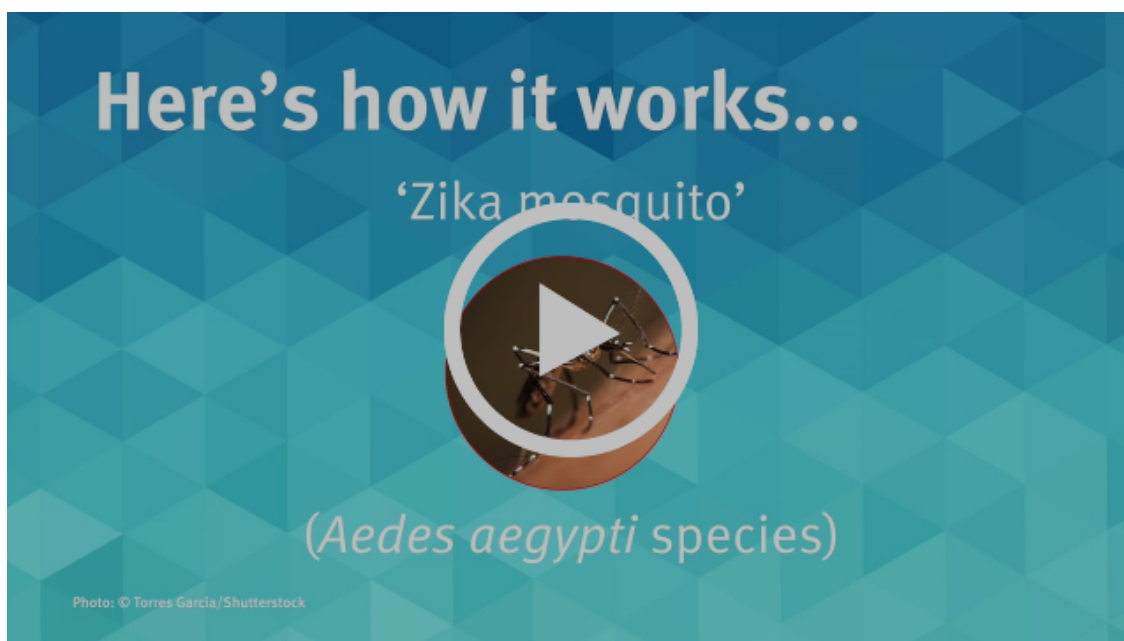 Here’s how it works...
‘Zika mosquito’
(Aedes aegypti species)
Photo: © Torres Garcia/Shutterstock